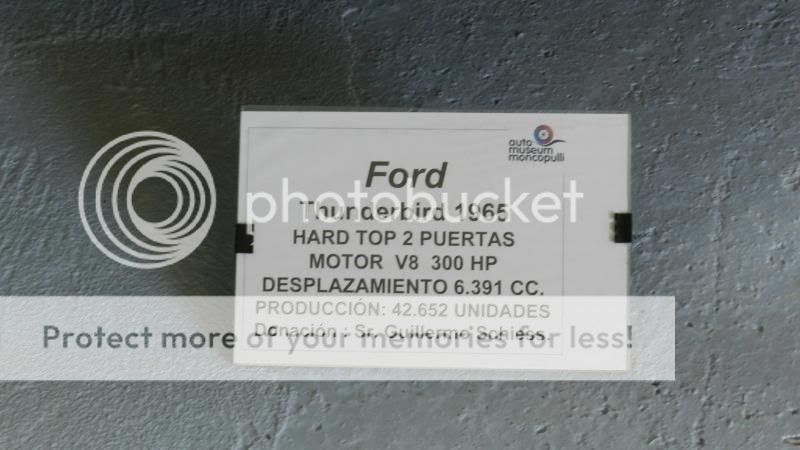 auto
museum
moncopulli
Ford
Thunderbird 1965
HARD TOP 2 PUERTAS
MOTOR V8 300 HP
DESPLAZAMIENTO 6.391 CC.
PRODUCCIÓN: 42.652 UNIDADES
Donación : Sr. Guillermo Schiess
photobucket
Protect more of your memories for less!